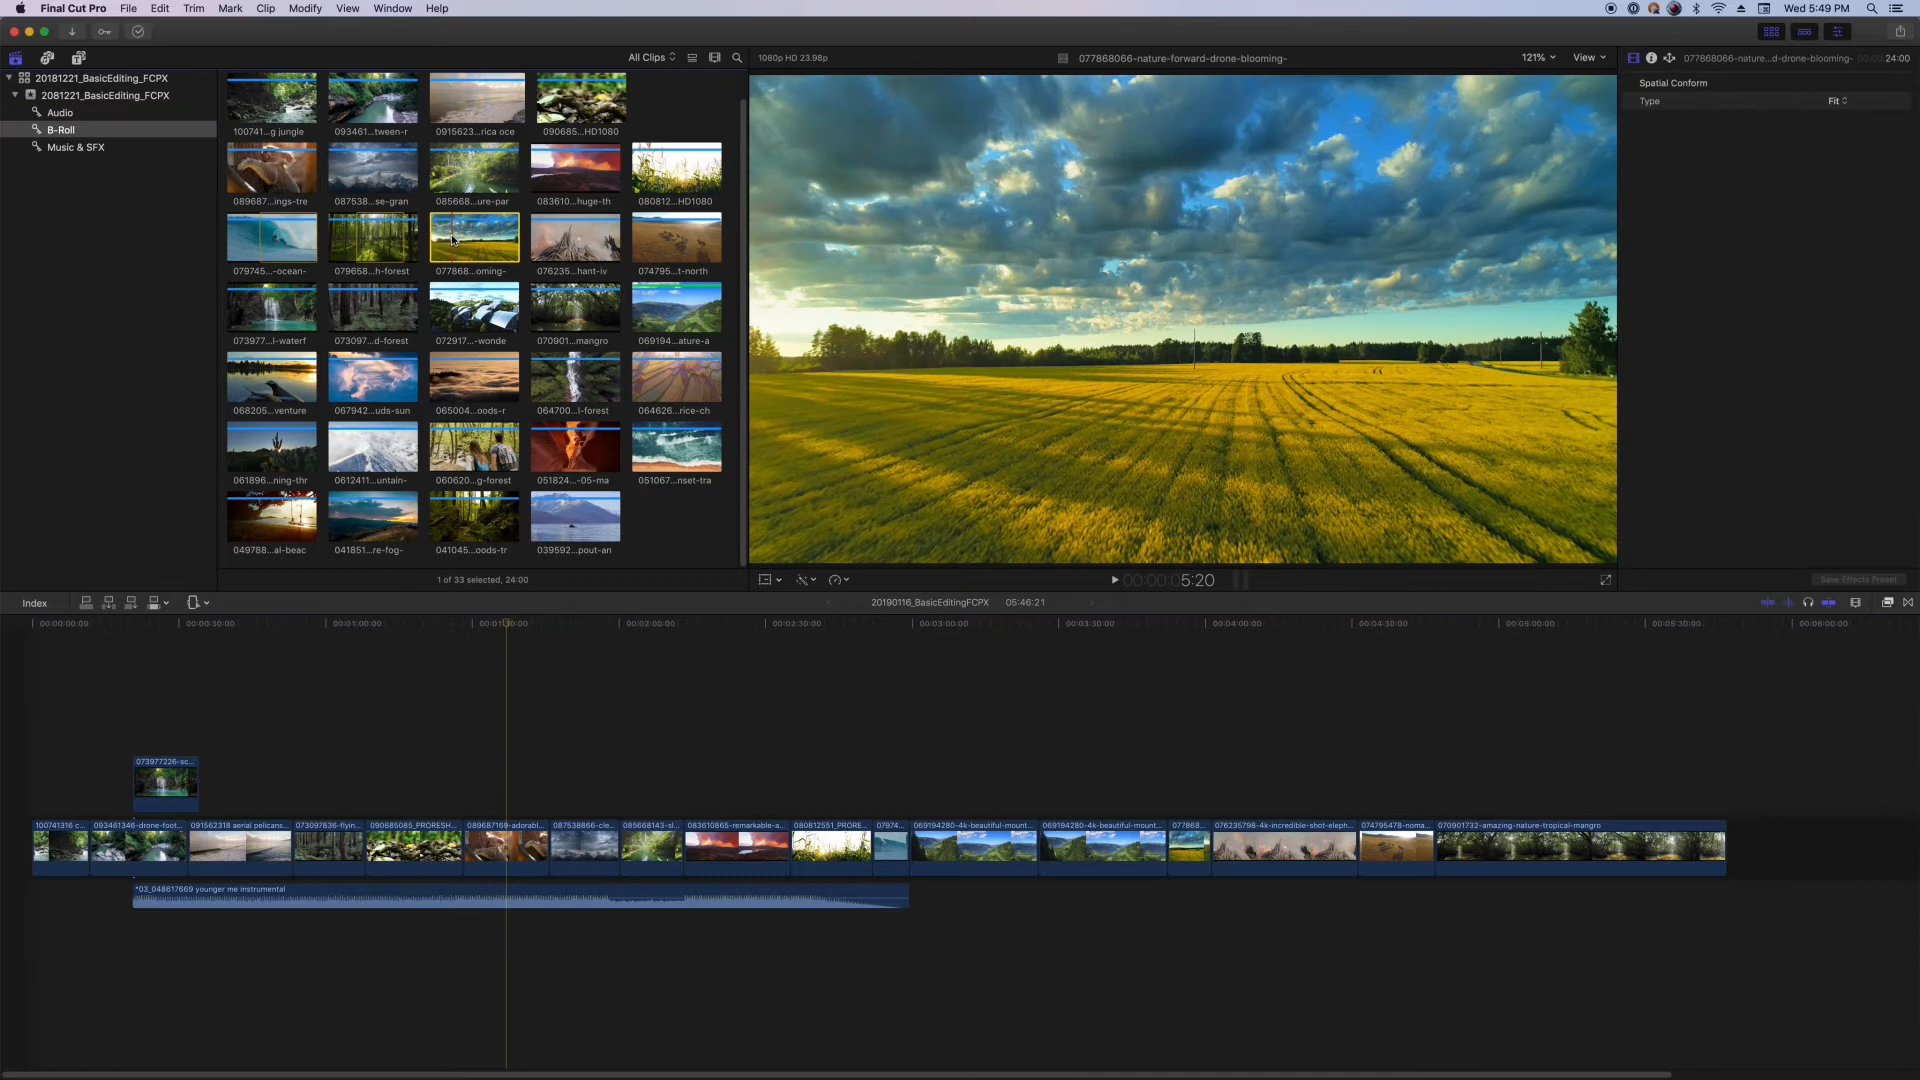 Final Cut Pro File Edit Trim Mark Clip Modify View Window Help Wed 5:49 PM
All Clips 1080p HD 23.98p 077868066-nature-forward-drone-blooming- 121% View 077868066-nature...d-drone-blooming- 24:00
20181221_BasicEditing_FCPX
2081221_BasicEditing_FCPX
Audio
B-Roll
Music & SFX
Spatial Conform
Type Fit
100741...g jungle 093461...tween-r 0915623...rica oce 090685...HD1080
089687...ings-tre 087538...se-gran 085668...ure-par 083610...huge-th 080812...HD1080
079745...-ocean- 079658...h-forest 077868...oming- 076235...hant-iv 074795...t-north
073977...l-waterf 073097...d-forest 072917...-wonde 070901...mangro 069194...ature-a
068205...venture 067942...uds-sun 065004...oods-r 064700...l-forest 064626...rice-ch
061896...ning-thr 0612411...untain- 060620...g-forest 051824...-05-ma 051067...nset-tra
049788...al-beac 041851...re-fog- 041045...oods-tr 039592...pout-an
1 of 33 selected, 24:00
00:00:05:20
Save Effects Preset
Index 20190116_BasicEditingFCPX 05:46:21
00:00:00:00 00:00:30:00 00:01:00:00 00:01:30:00 00:02:00:00 00:02:30:00 00:03:00:00 00:03:30:00 00:04:00:00 00:04:30:00 00:05:00:00 00:05:30:00 00:06:00:00
073977226-sc...
100741316 c... 093461346-drone-foot... 091562318 aerial pelicans... 073097836-flyin... 090685085_PRORESH... 089687169-adorabl... 087538866-cle... 085668143-sl... 083610865-remarkable-a... 080812551_PRORE... 07974... 069194280-4k-beautiful-mount... 069194280-4k-beautiful-mount... 077868... 076235798-4k-incredible-shot-eleph... 074795478-noma... 070901732-amazing-nature-tropical-mangro
*03_048617669 younger me instrumental